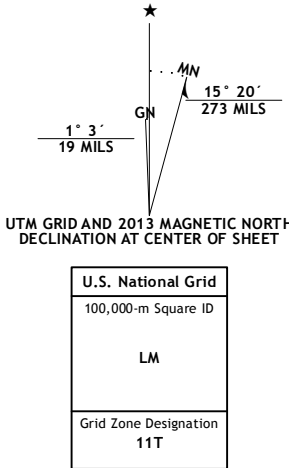 ★
MN
GN
15° 20´
273 MILS
1° 3´
19 MILS
UTM GRID AND 2013 MAGNETIC NORTH
DECLINATION AT CENTER OF SHEET
U.S. National Grid
100,000-m Square ID
LM
Grid Zone Designation
11T